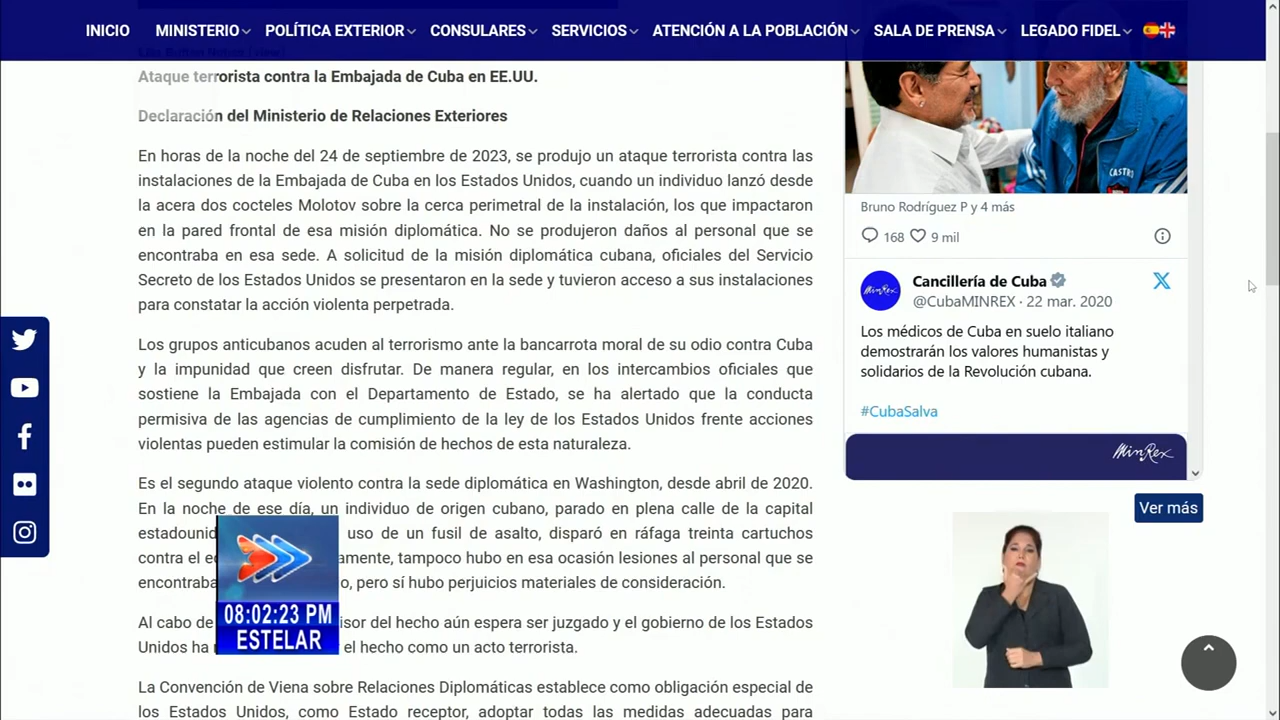 INICIO MINISTERIO POLÍTICA EXTERIOR CONSULARES SERVICIOS ATENCIÓN A LA POBLACIÓN SALA DE PRENSA LEGADO FIDEL
Ataque terrorista contra la Embajada de Cuba en EE.UU.
Declaración del Ministerio de Relaciones Exteriores
En horas de la noche del 24 de septiembre de 2023, se produjo un ataque terrorista contra las
instalaciones de la Embajada de Cuba en los Estados Unidos, cuando un individuo lanzó desde
la acera dos cocteles Molotov sobre la cerca perimetral de la instalación, los que impactaron
en la pared frontal de esa misión diplomática. No se produjeron daños al personal que se
encontraba en esa sede. A solicitud de la misión diplomática cubana, oficiales del Servicio
Secreto de los Estados Unidos se presentaron en la sede y tuvieron acceso a sus instalaciones
para constatar la acción violenta perpetrada.
Los grupos anticubanos acuden al terrorismo ante la bancarrota moral de su odio contra Cuba
y la impunidad que creen disfrutar. De manera regular, en los intercambios oficiales que
sostiene la Embajada con el Departamento de Estado, se ha alertado que la conducta
permisiva de las agencias de cumplimiento de la ley de los Estados Unidos frente acciones
violentas pueden estimular la comisión de hechos de esta naturaleza.
Es el segundo ataque violento contra la sede diplomática en Washington, desde abril de 2020.
En la noche de ese día, un individuo de origen cubano, parado en plena calle de la capital
uso de un fusil de asalto, disparó en ráfaga treinta cartuchos
contra el tampoco hubo en esa ocasión lesiones al personal que se
pero sí hubo perjuicios materiales de consideración.
Al cabo de del hecho aún espera ser juzgado y el gobierno de los Estados
Unidos ha el hecho como un acto terrorista.
La Convención de Viena sobre Relaciones Diplomáticas establece como obligación especial de
los Estados Unidos, como Estado receptor, adoptar todas las medidas adecuadas para
08:02:23 PM
ESTELAR
CASTRO
Bruno Rodríguez P y 4 más
168 9 mil
Cancillería de Cuba
@CubaMINREX · 22 mar. 2020
Los médicos de Cuba en suelo italiano
demostrarán los valores humanistas y
solidarios de la Revolución cubana.
#CubaSalva
MinRex
Ver más